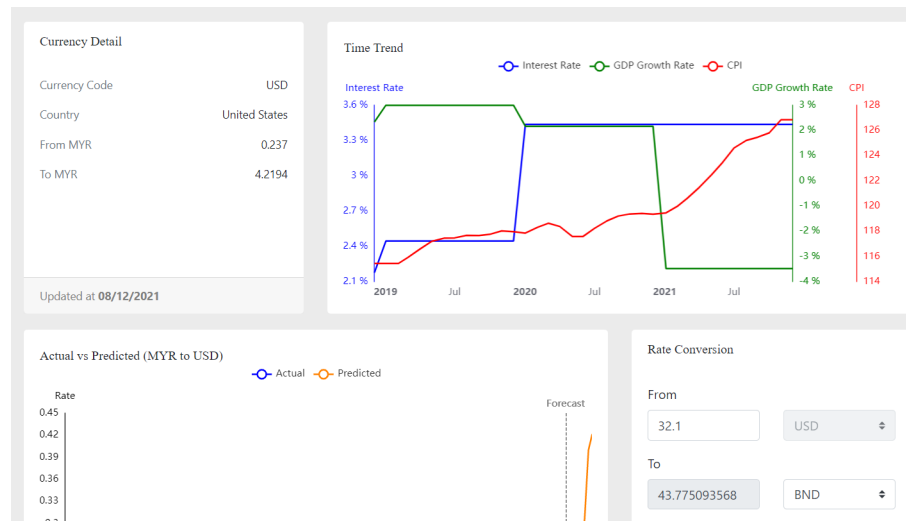 Currency Detail
Currency Code USD
Country United States
From MYR 0.237
To MYR 4.2194
Updated at 08/12/2021
Time Trend
Interest Rate GDP Growth Rate CPI
Interest Rate GDP Growth Rate CPI
3.6 % 3 % 128
3.3 % 2 % 126
3 % 1 % 124
2.7 % 0 % 122
2.4 % -1 % 120
2.1 % -2 % 118
-3 % 116
-4 % 114
2019 Jul 2020 Jul 2021 Jul
Actual vs Predicted (MYR to USD)
Actual Predicted
Rate
Forecast
0.45
0.42
0.39
0.36
0.33
Rate Conversion
From
32.1 USD
To
43.775093568 BND